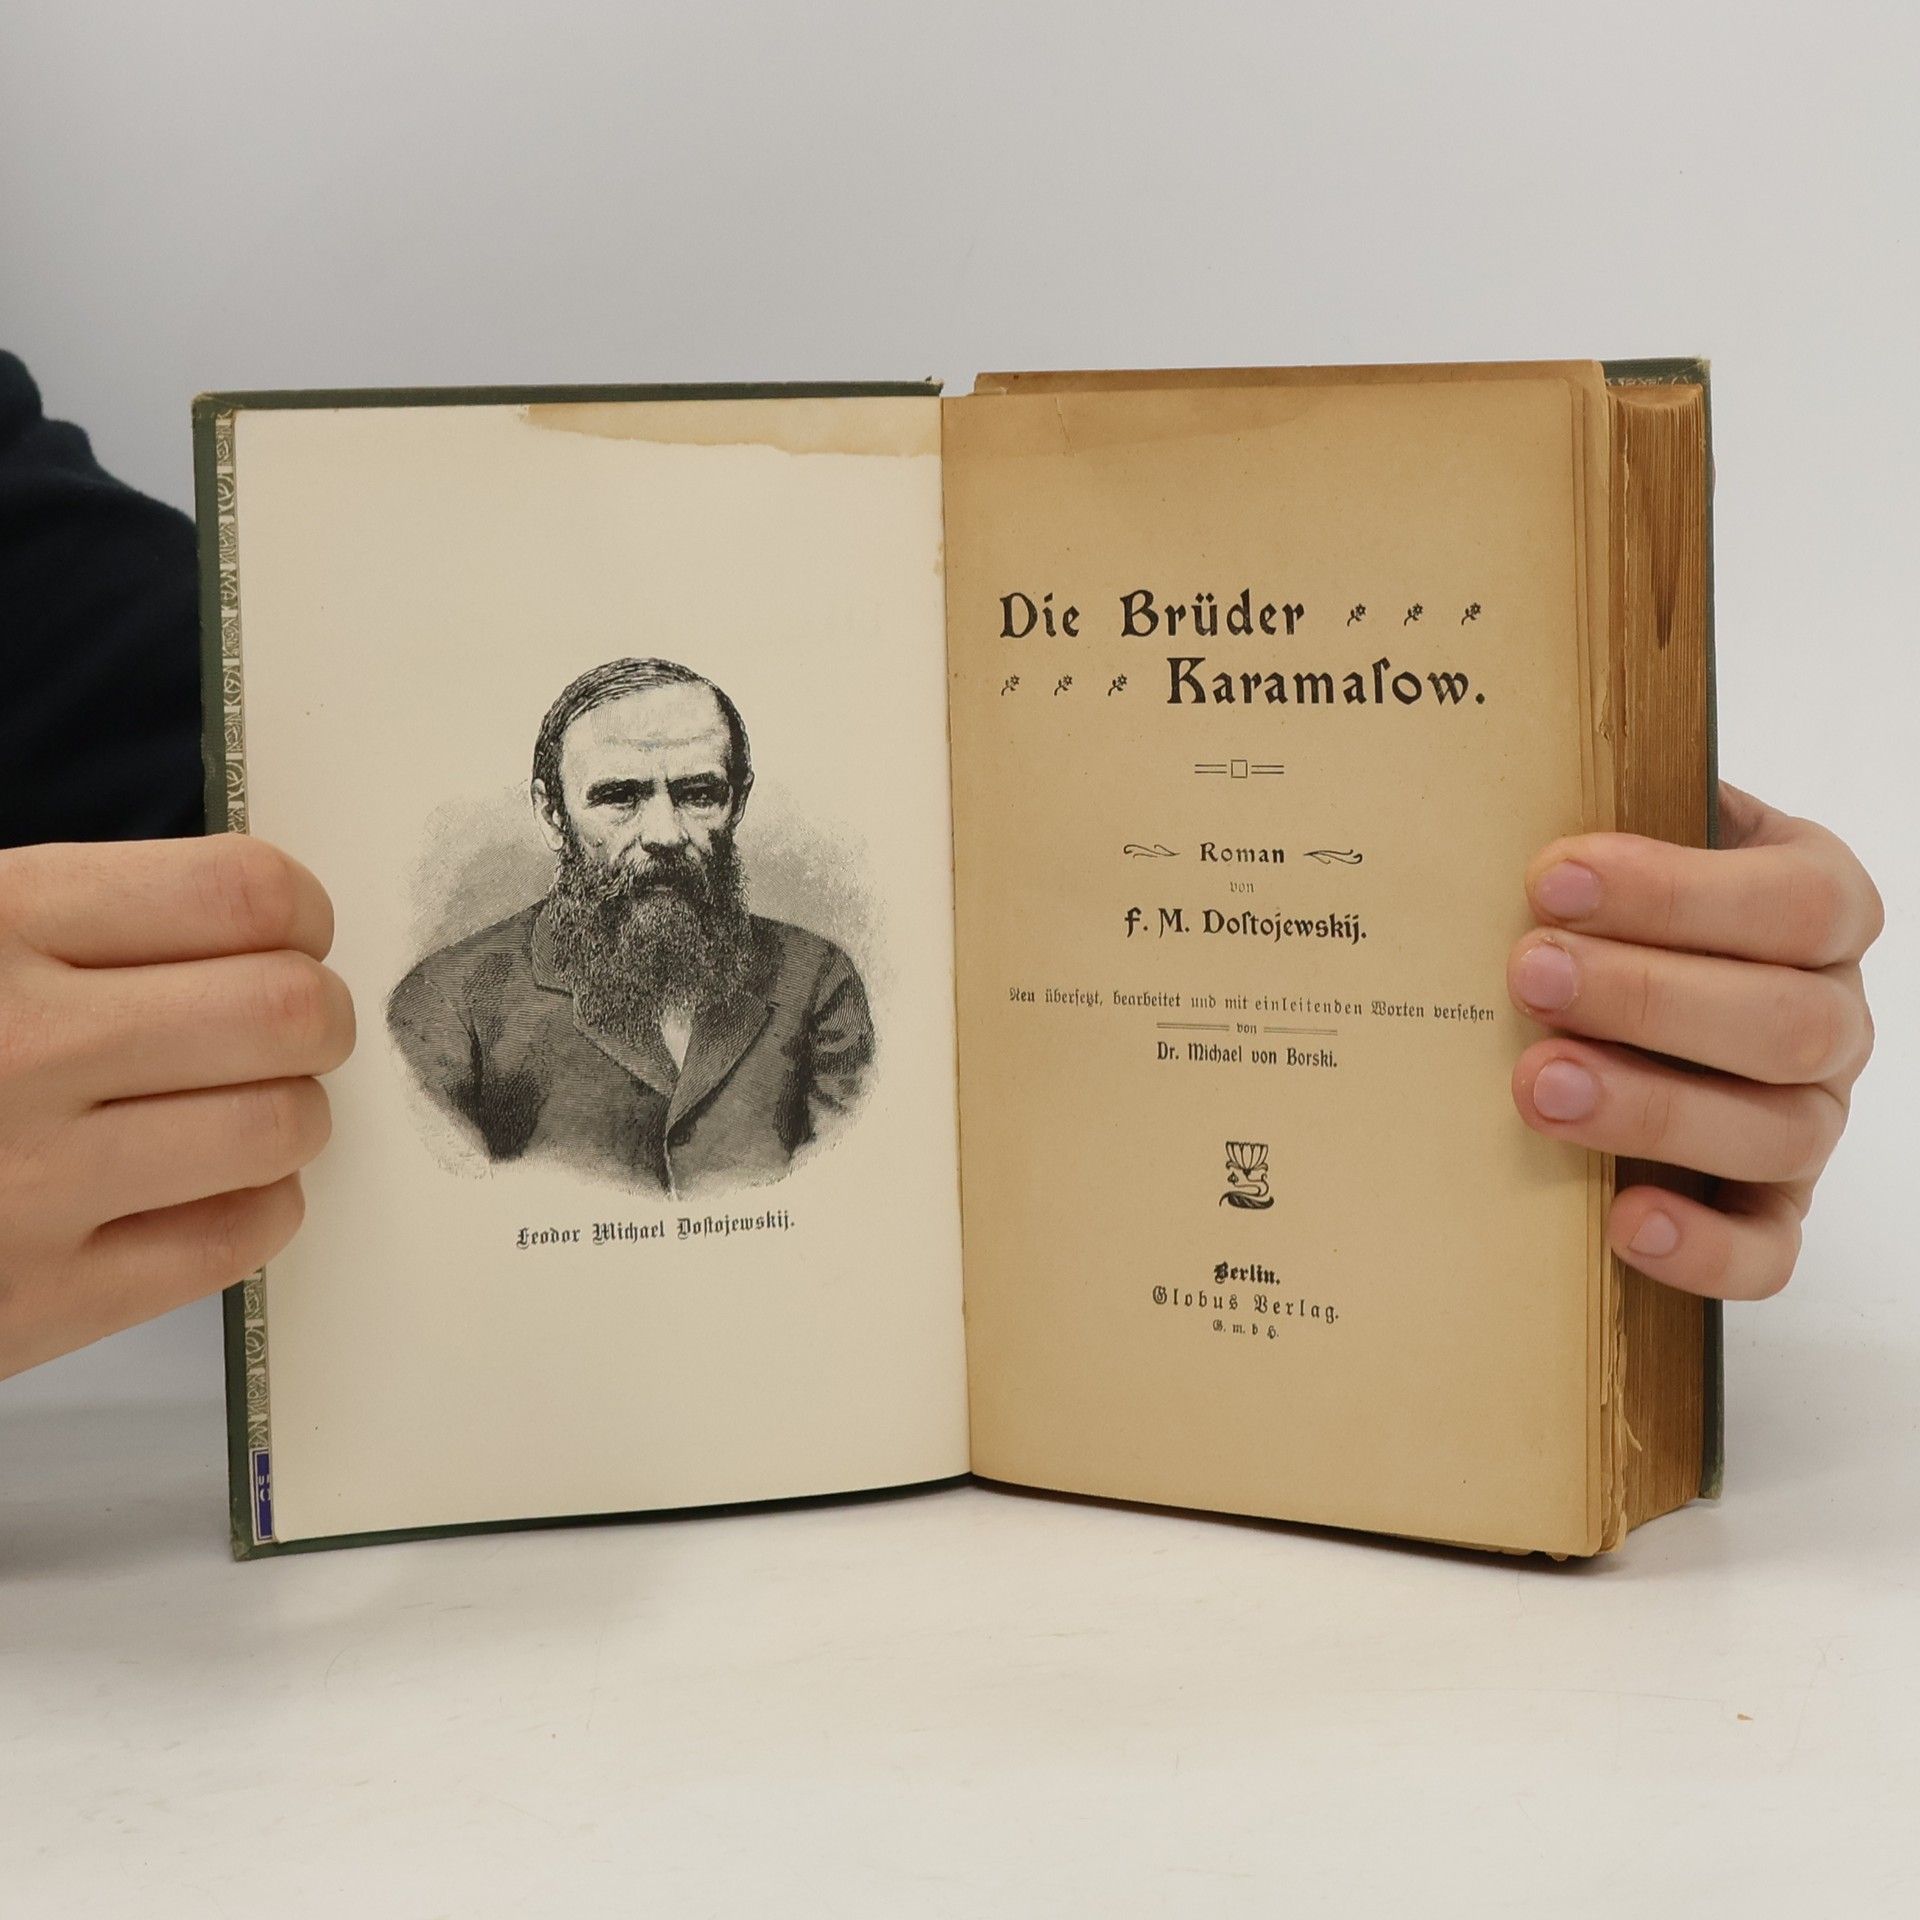 Feodor Michael Dostojewskij.
Die Brüder
Karamaſow.
Roman
von
F. M. Doſtojewskij.
Neu überſetzt, bearbeitet und mit einleitenden Worten verſehen
von
Dr. Michael von Borski.
Berlin.
Globus Verlag.
G. m. b H.